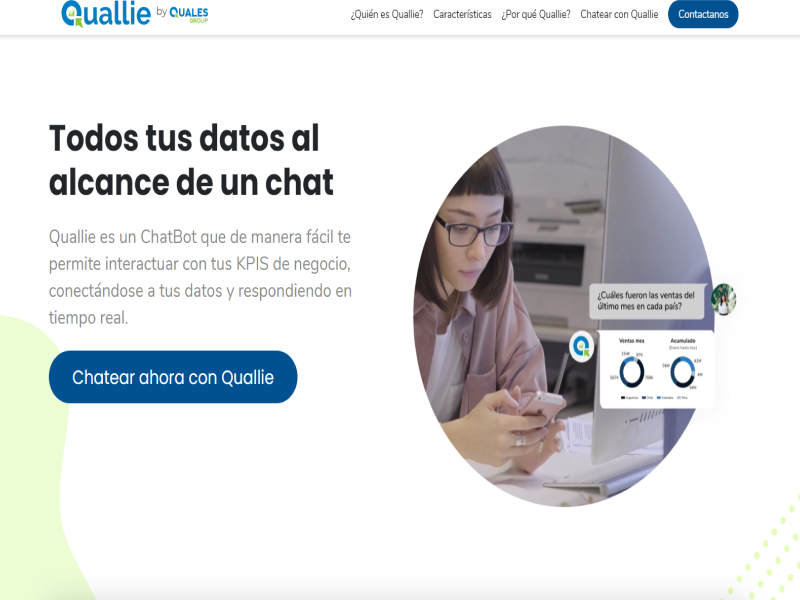 Quallie by QUALES GROUP
¿Quién es Quallie? Características ¿Por qué Quallie? Chatear con Quallie Contactanos
Todos tus datos al
alcance de un chat
Quallie es un ChatBot que de manera fácil te
permite interactuar con tus KPIS de negocio,
conectándose a tus datos y respondiendo en
tiempo real.
Chatear ahora con Quallie
¿Cuáles fueron las ventas del
último mes en cada país?
Ventas mes
Acumulado